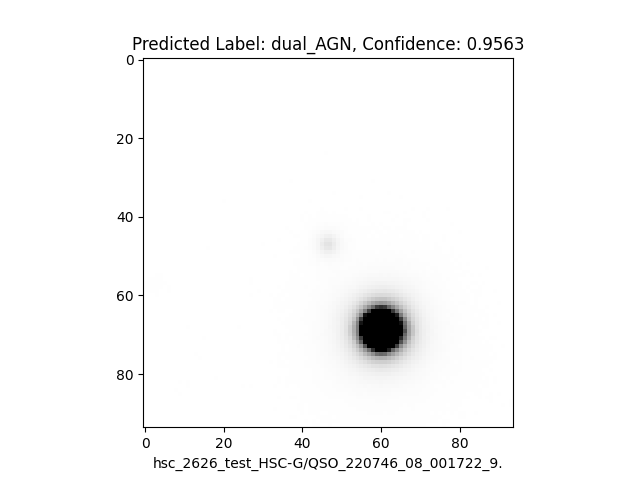 Predicted Label: dual_AGN, Confidence: 0.9563
0
20
40
60
80
0 20 40 60 80
hsc_2626_test_HSC-G/QSO_220746_08_001722_9.